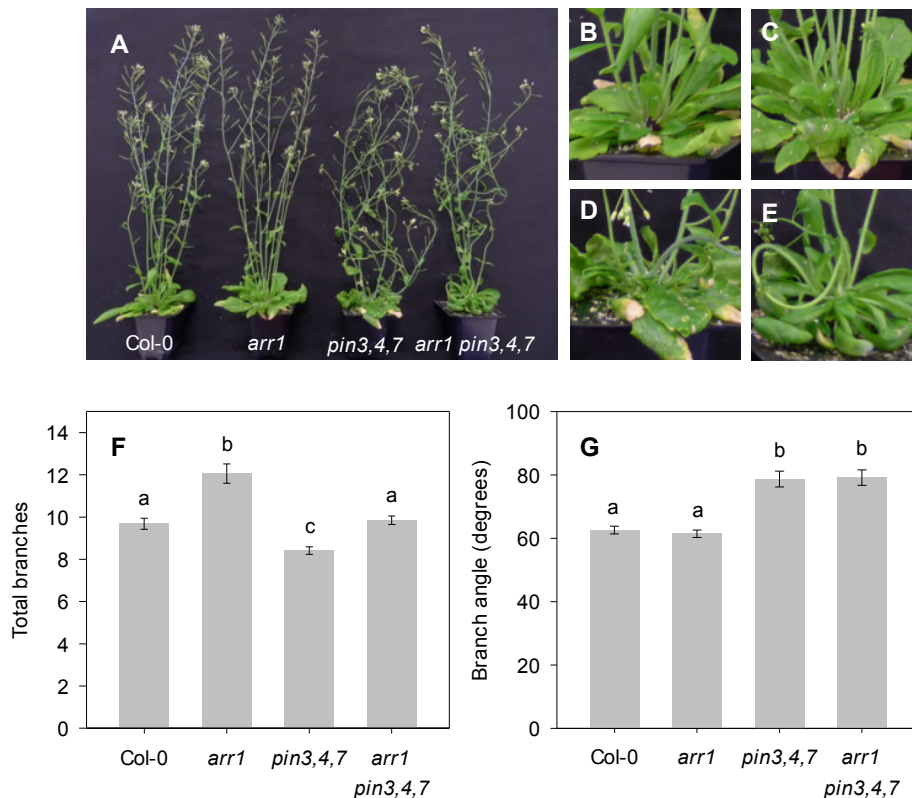 A
Col-0 arr1 pin3,4,7 arr1 pin3,4,7
B
C
D
E
F
Total branches
14
12
10
8
6
4
2
0
a
b
c
a
Col-0 arr1 pin3,4,7 arr1
pin3,4,7
G
Branch angle (degrees)
100
80
60
40
20
0
a
a
b
b
Col-0 arr1 pin3,4,7 arr1
pin3,4,7